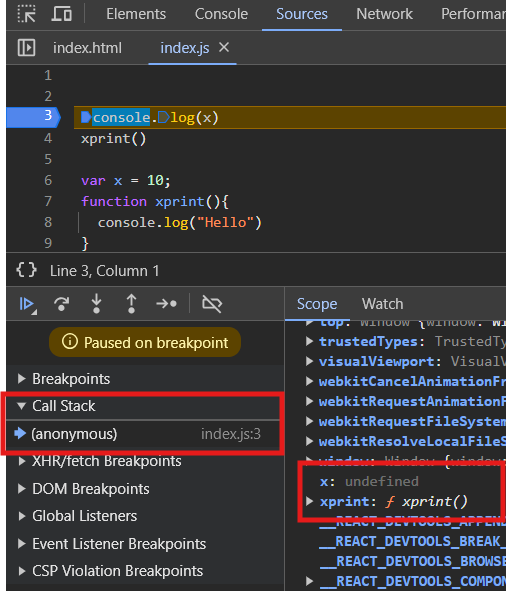 Elements Console Sources Network Performa
index.html index.js ×
1
2
3 console.log(x)
4 xprint()
5
6 var x = 10;
7 function xprint(){
8 console.log("Hello")
9 }
{} Line 3, Column 1
Scope Watch
Paused on breakpoint
Breakpoints
Call Stack
(anonymous) index.js:3
XHR/fetch Breakpoints
DOM Breakpoints
Global Listeners
Event Listener Breakpoints
CSP Violation Breakpoints
top: Window {window: Wi
trustedTypes: TrustedTy
visualViewport: VisualV
webkitCancelAnimationFr
webkitRequestAnimationF
webkitRequestFileSystem
webkitResolveLocalFileS
window: Window {window:
x: undefined
xprint: ƒ xprint()
__REACT_DEVTOOLS_APPEND
__REACT_DEVTOOLS_BREAK_
__REACT_DEVTOOLS_BROWSE
__REACT_DEVTOOLS_COMPON